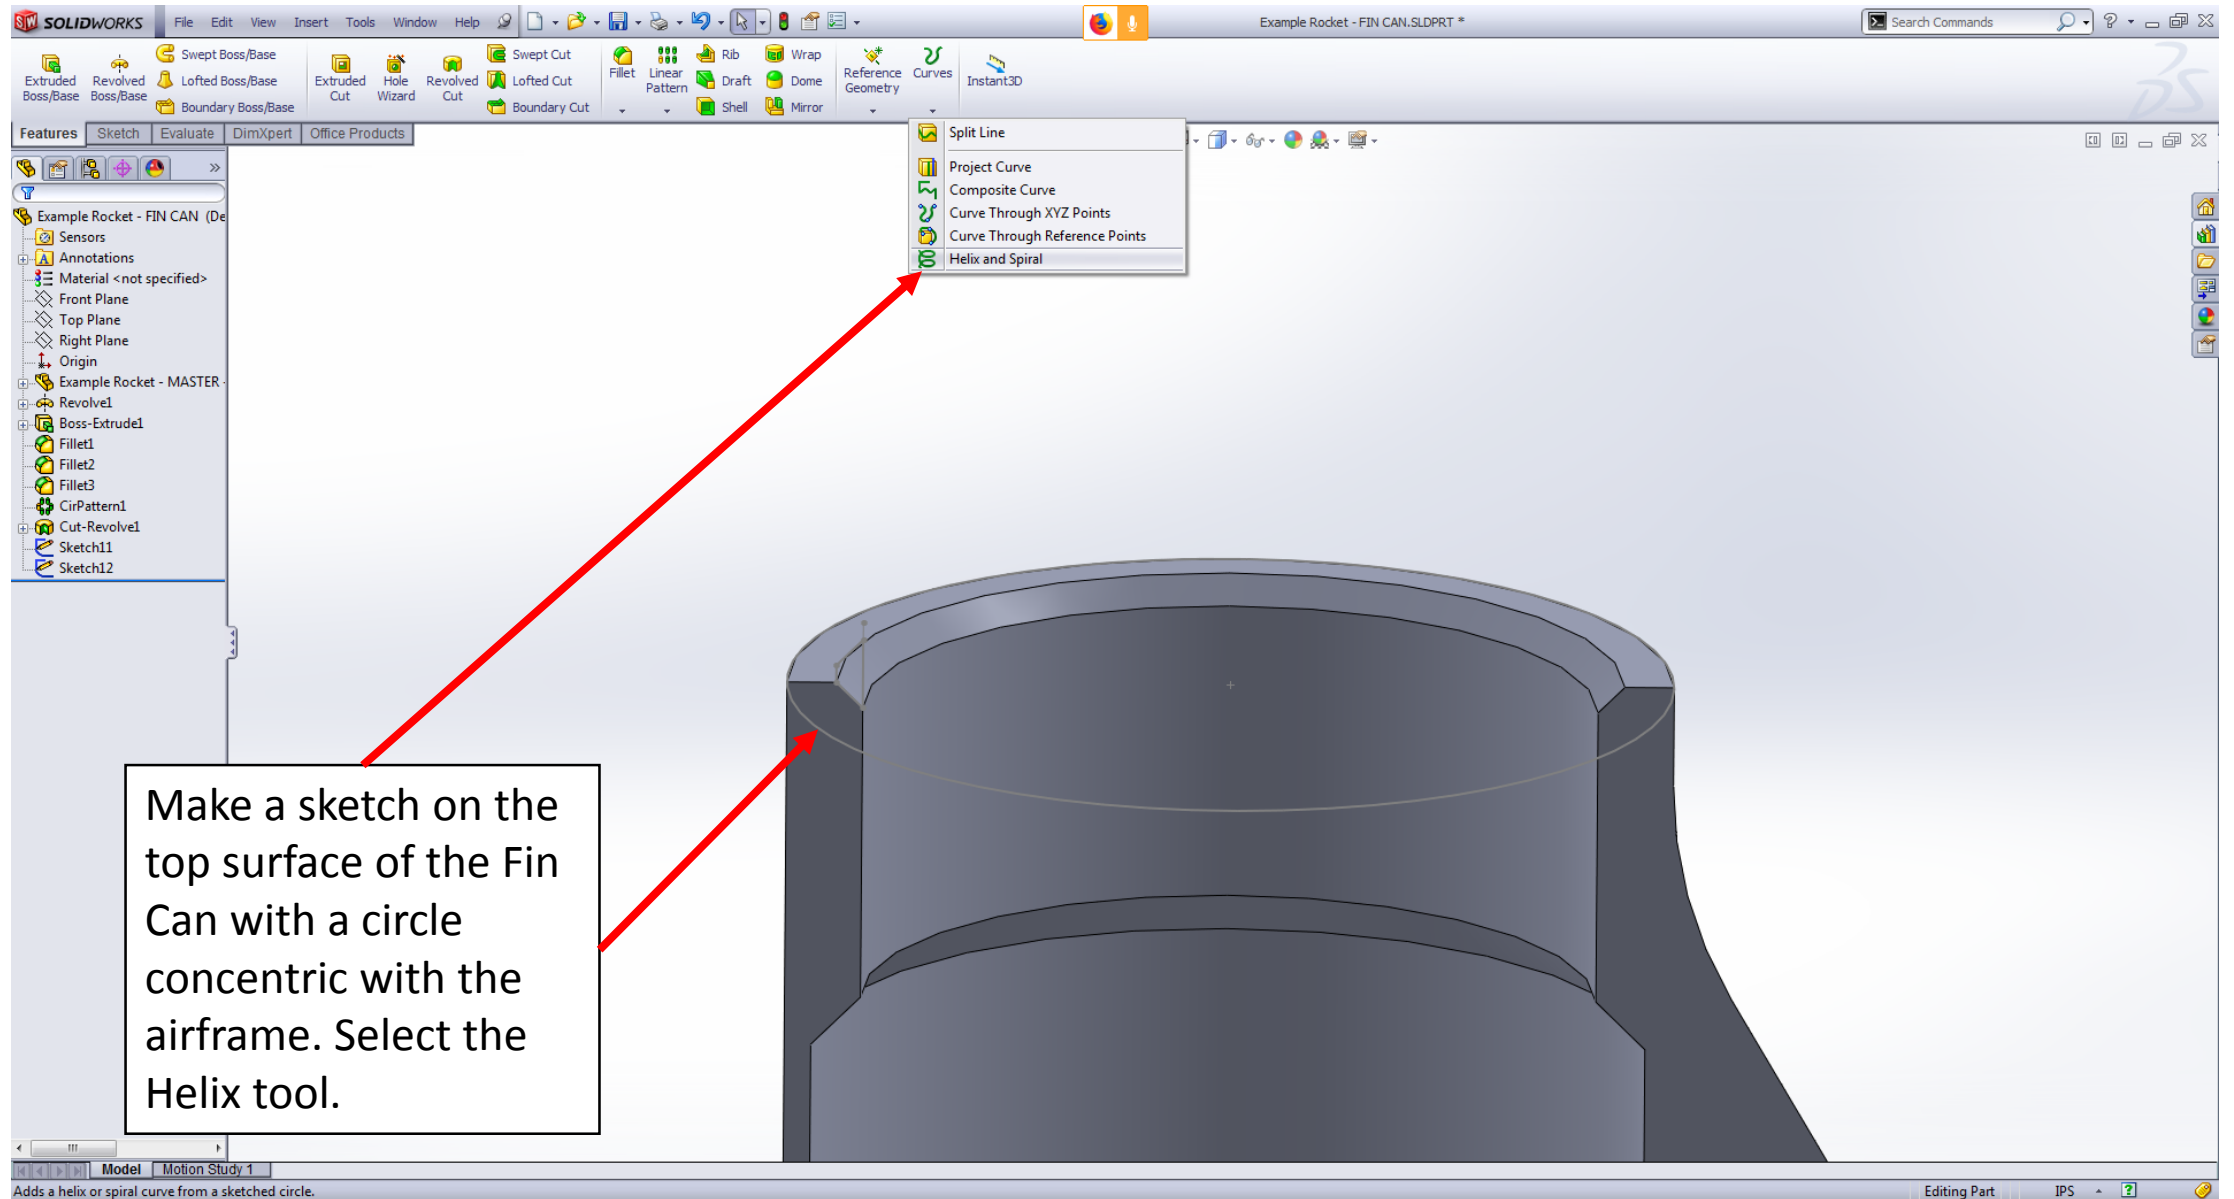 SOLIDWORKS File Edit View Insert Tools Window Help
Example Rocket - FIN CAN.SLDPRT *
Search Commands
Extruded Boss/Base
Revolved Boss/Base
Swept Boss/Base
Lofted Boss/Base
Boundary Boss/Base
Extruded Cut
Hole Wizard
Revolved Cut
Swept Cut
Lofted Cut
Boundary Cut
Fillet
Linear Pattern
Rib
Draft
Shell
Wrap
Dome
Mirror
Reference Geometry
Curves
Instant3D
Features Sketch Evaluate DimXpert Office Products
Split Line
Project Curve
Composite Curve
Curve Through XYZ Points
Curve Through Reference Points
Helix and Spiral
Example Rocket - FIN CAN (De
Sensors
Annotations
Material <not specified>
Front Plane
Top Plane
Right Plane
Origin
Example Rocket - MASTER -
Revolve1
Boss-Extrude1
Fillet1
Fillet2
Fillet3
CirPattern1
Cut-Revolve1
Sketch11
Sketch12
Make a sketch on the
top surface of the Fin
Can with a circle
concentric with the
airframe. Select the
Helix tool.
Model Motion Study 1
Adds a helix or spiral curve from a sketched circle.
Editing Part IPS